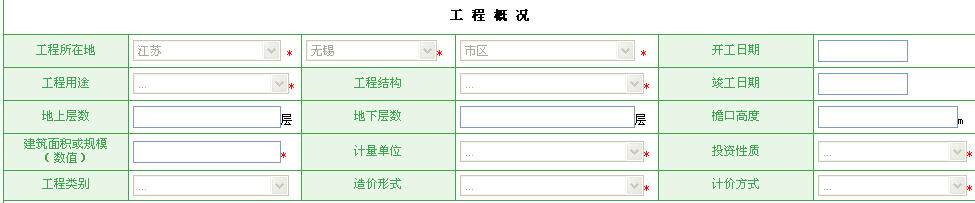 工 程 概 况
工程所在地 江苏 * 无锡 * 市区 * 开工日期
工程用途 ... * 工程结构 ... * 竣工日期
地上层数 层 地下层数 层 檐口高度 m
建筑面积或规模
(数值) * 计量单位 ... * 投资性质 ... *
工程类别 ... 造价形式 ... * 计价方式 ... *